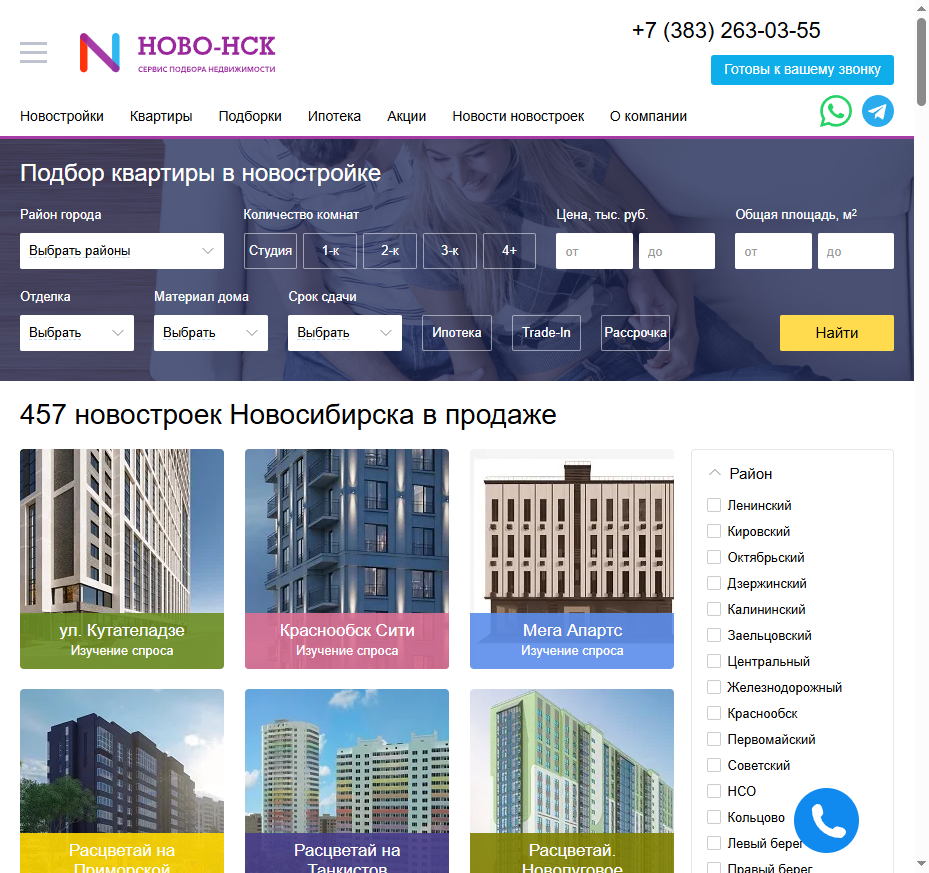 НОВО-НСК
СЕРВИС ПОДБОРА НЕДВИЖИМОСТИ
+7 (383) 263-03-55
Готовы к вашему звонку
Новостройки Квартиры Подборки Ипотека Акции Новости новостроек О компании
Подбор квартиры в новостройке
Район города Количество комнат Цена, тыс. руб. Общая площадь, м²
Выбрать районы Студия 1-к 2-к 3-к 4+ от до от до
Отделка Материал дома Срок сдачи
Выбрать Выбрать Выбрать Ипотека Trade-In Рассрочка Найти
457 новостроек Новосибирска в продаже
ул. Кутателадзе
Изучение спроса
Краснообск Сити
Изучение спроса
Мега Апартс
Изучение спроса
Расцветай на
Приморской
Расцветай на
Танкистов
Расцветай.
Новолуговое
Район
Ленинский
Кировский
Октябрьский
Дзержинский
Калининский
Заельцовский
Центральный
Железнодорожный
Краснообск
Первомайский
Советский
НСО
Кольцово
Левый берег
Правый берег